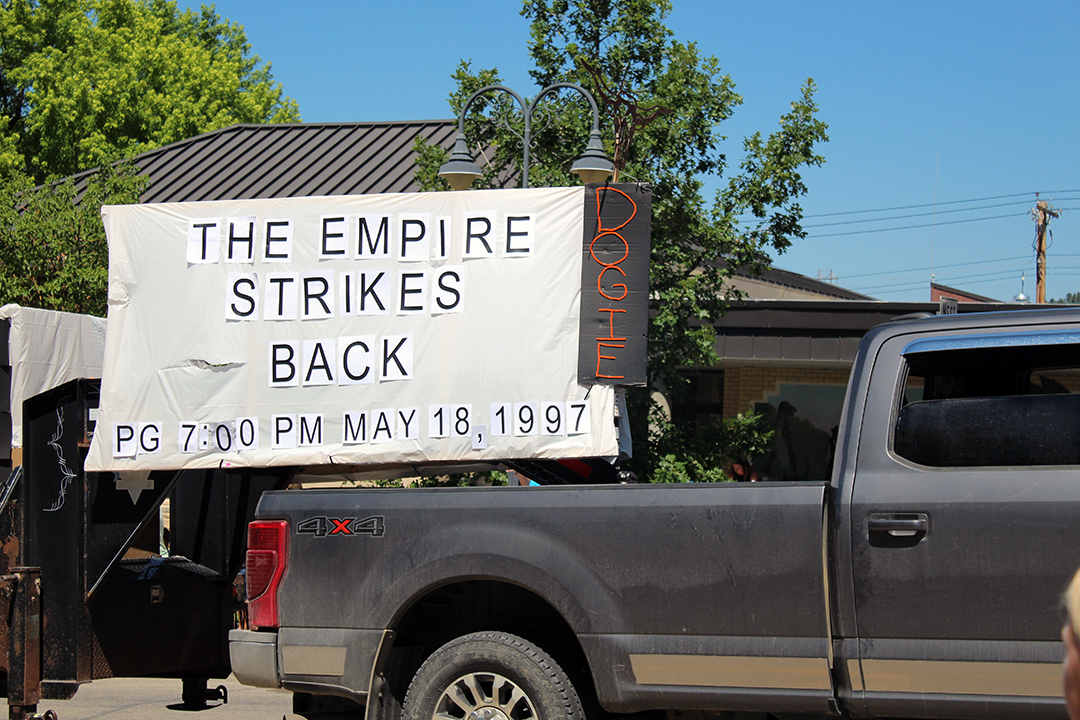 THE EMPIRE
STRIKES
BACK
PG 7:00 PM MAY 18, 1997
DOGIE
4X4